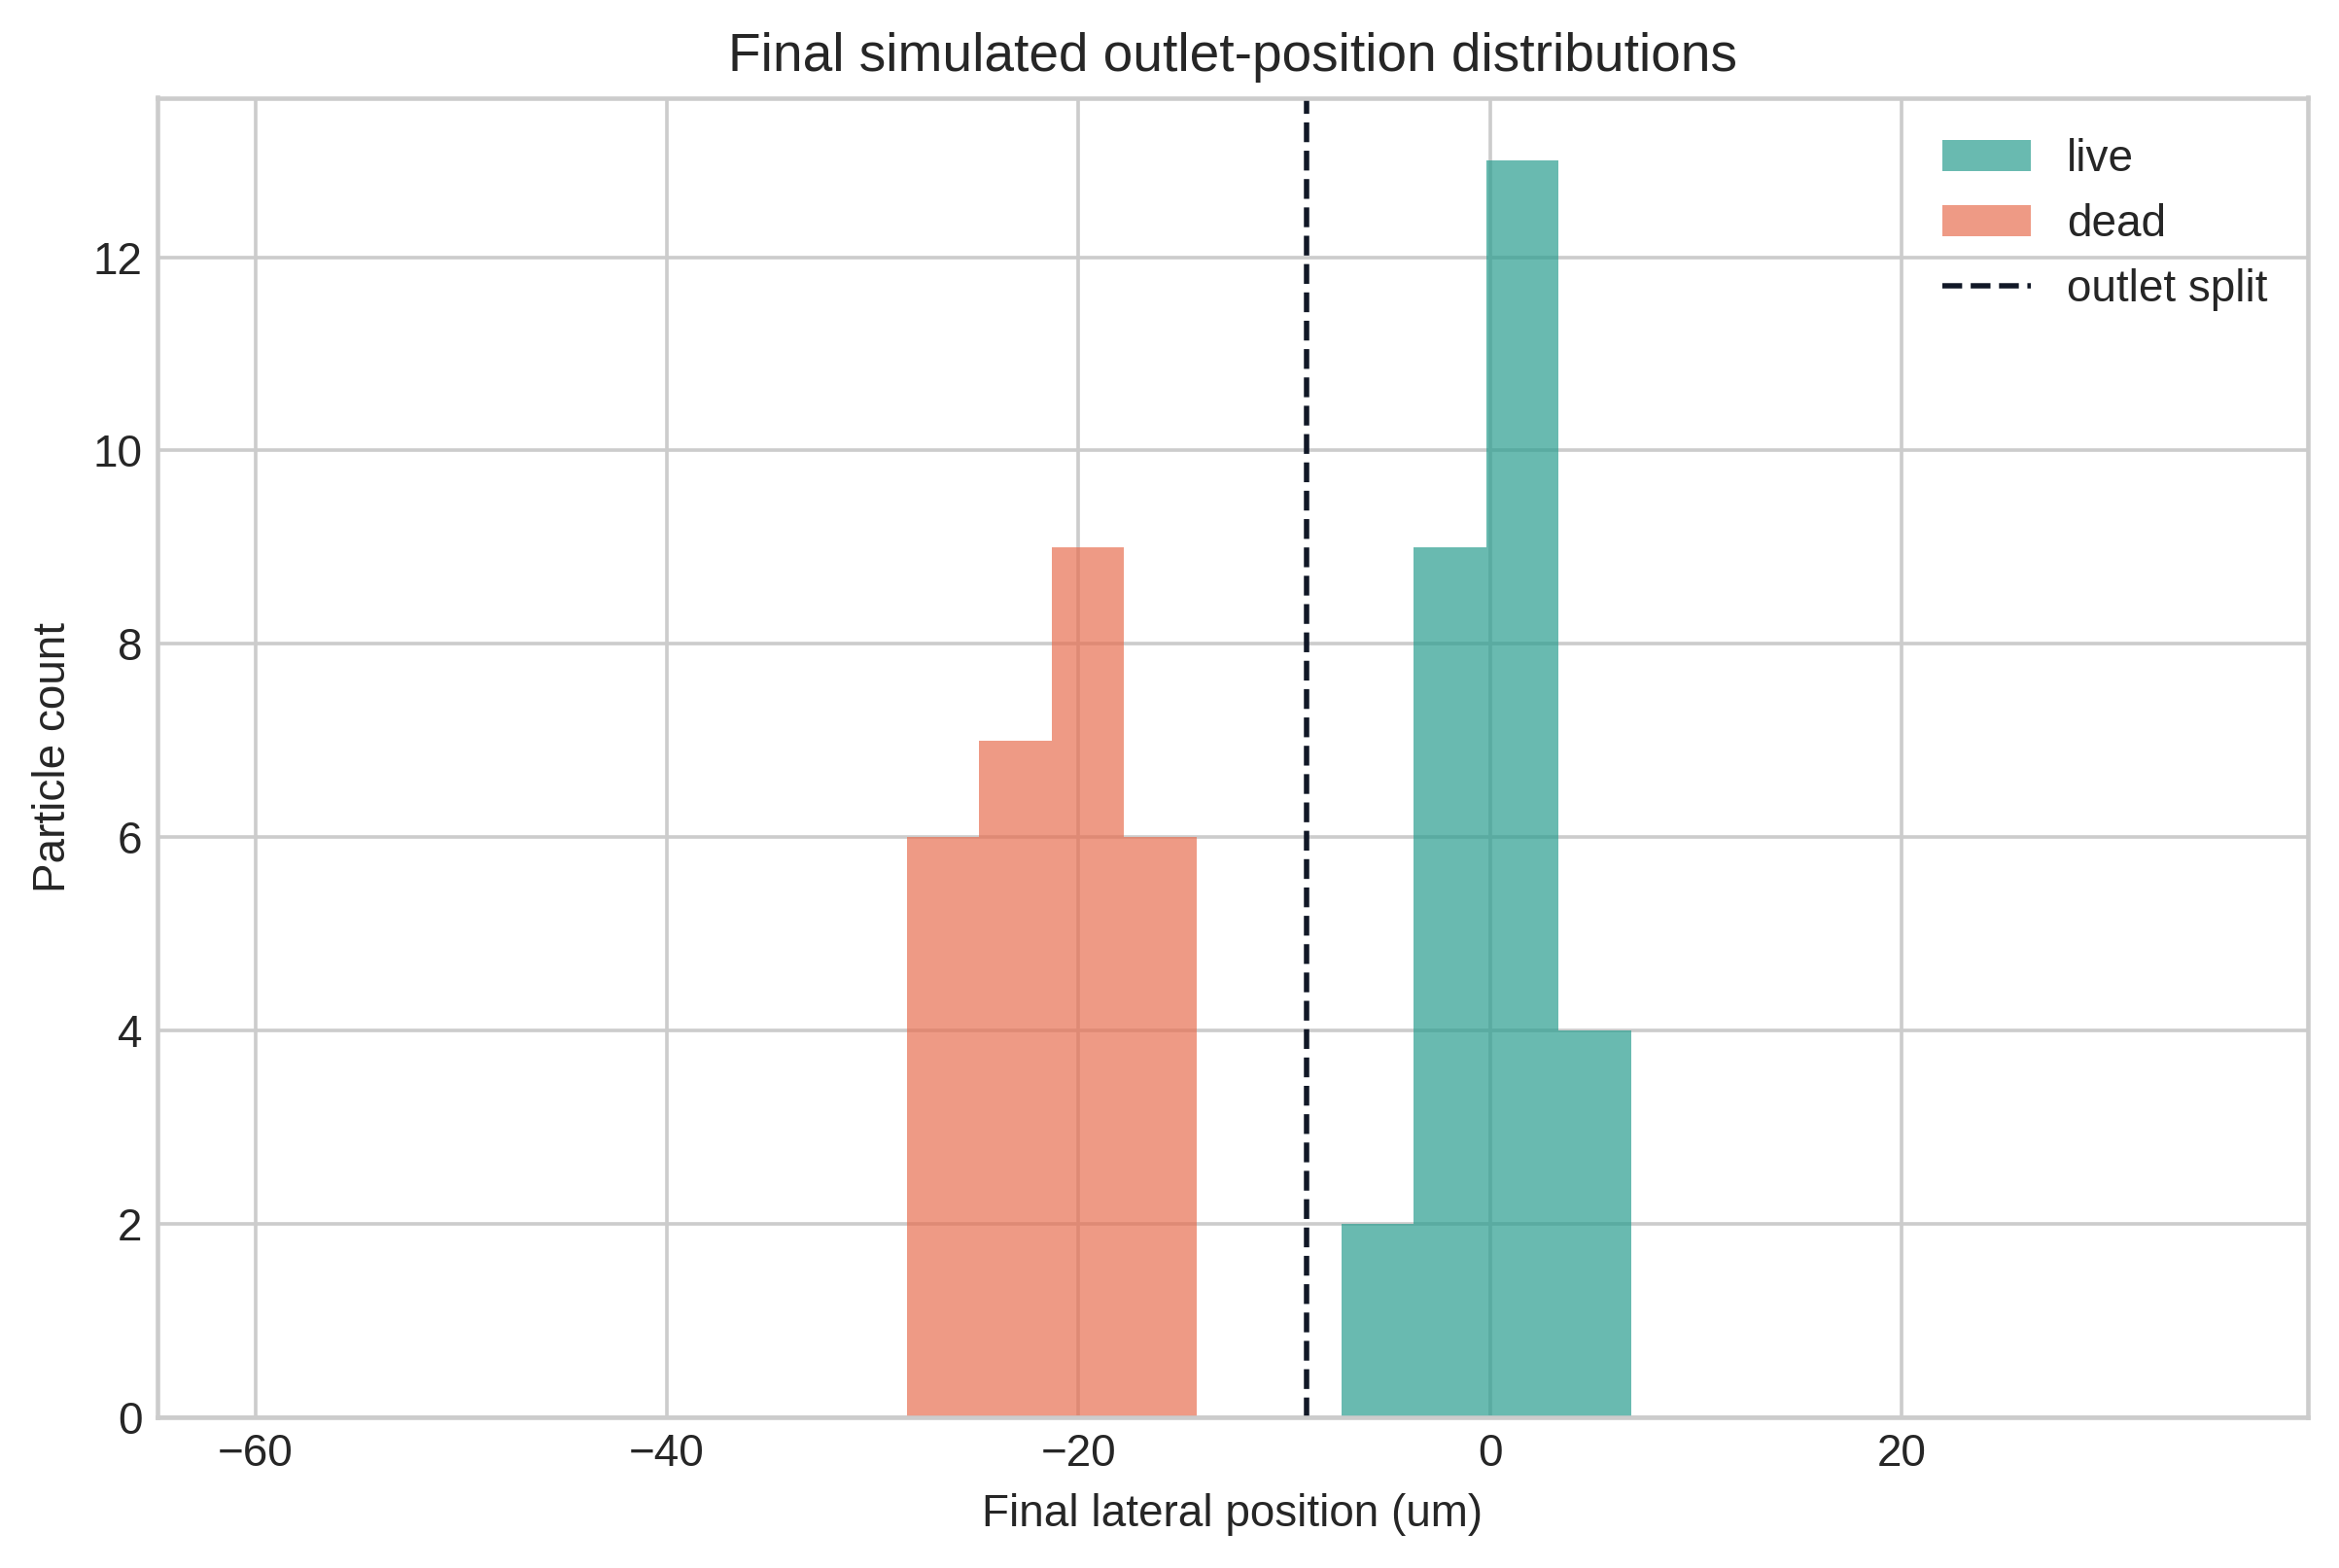 Final simulated outlet-position distributions
live
dead
outlet split
12
10
8
6
4
2
0
Particle count
−60
−40
−20
0
20
Final lateral position (um)